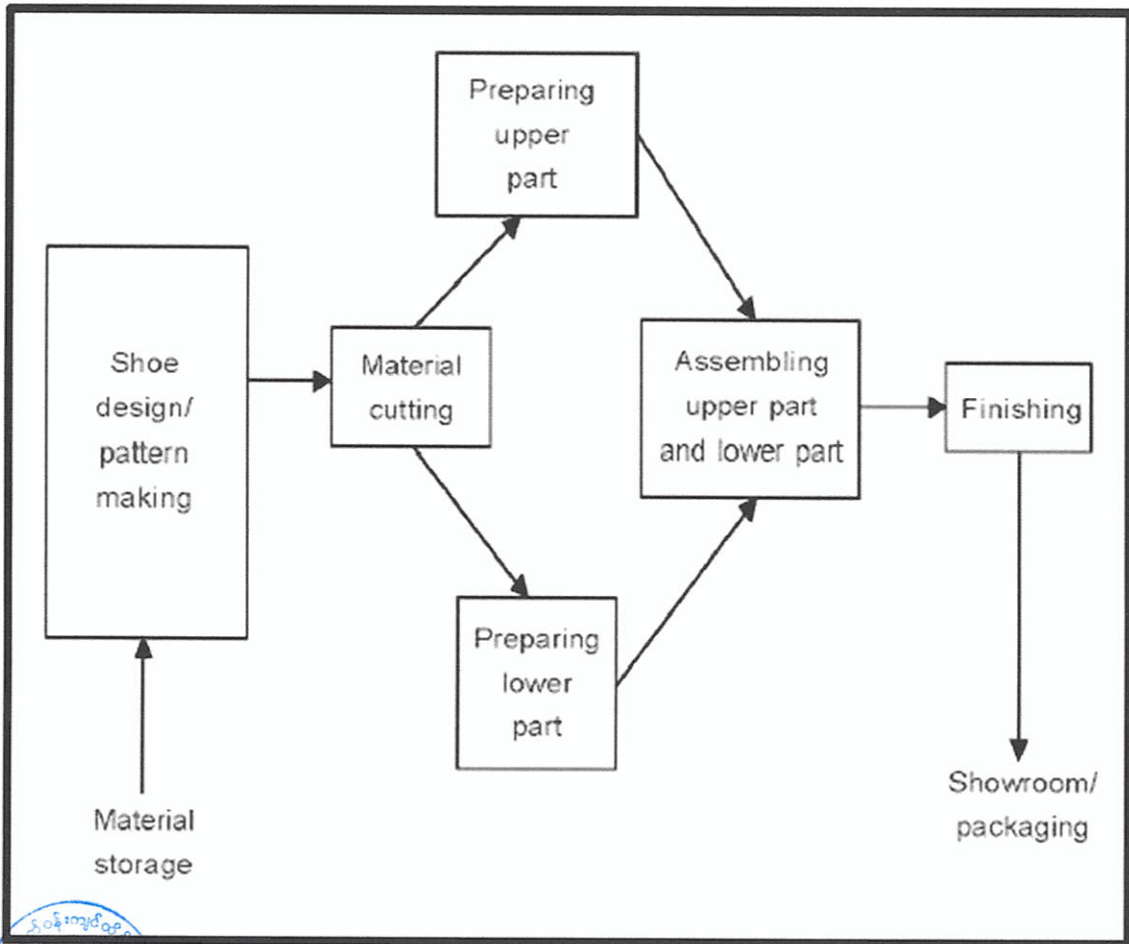 Preparing
upper
part
Shoe
design/
pattern
making
Material
cutting
Assembling
upper part
and lower part
Finishing
Preparing
lower
part
Material
storage
Showroom/
packaging